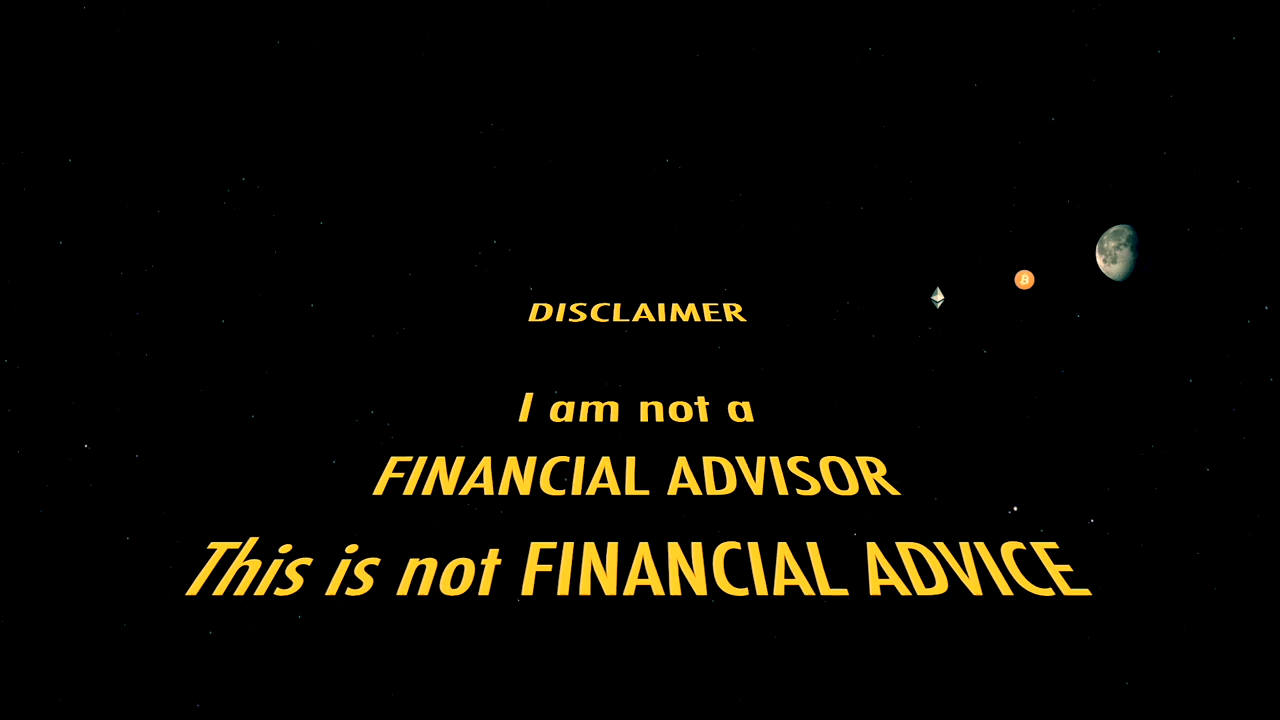 DISCLAIMER
I am not a
FINANCIAL ADVISOR
This is not FINANCIAL ADVICE